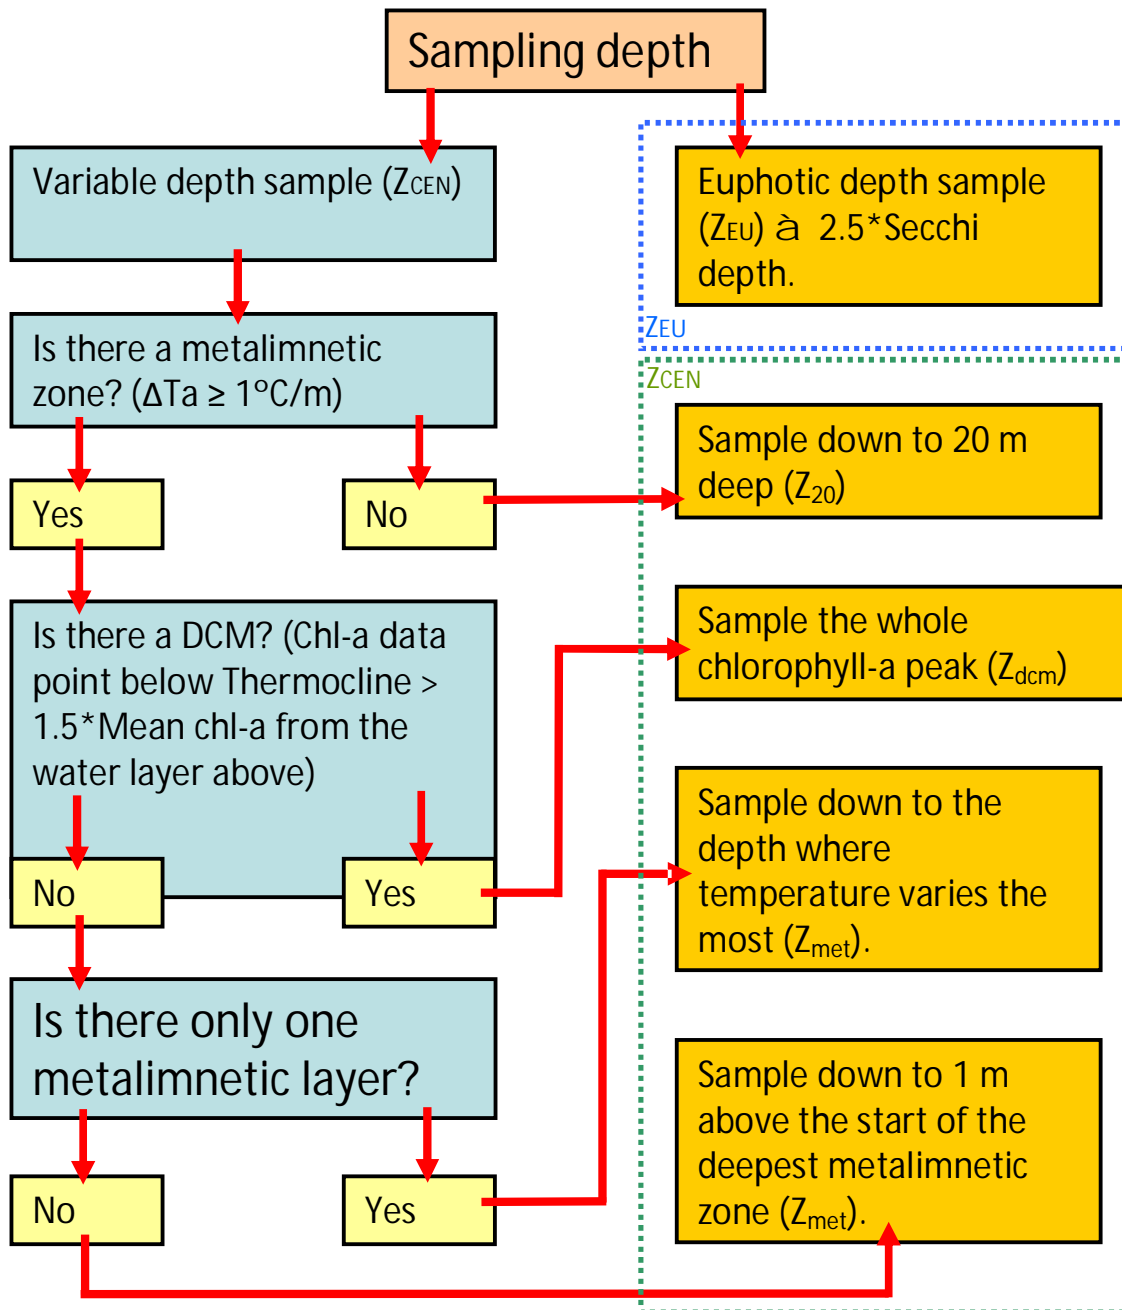 Sampling depth
Variable depth sample (ZCEN)
Euphotic depth sample
(ZEU) à 2.5*Secchi
depth.
ZEU
Is there a metalimnetic
zone? (ΔTa ≥ 1ºC/m)
ZCEN
Sample down to 20 m
deep (Z20)
Yes
No
Is there a DCM? (Chl-a data
point below Thermocline >
1.5*Mean chl-a from the
water layer above)
Sample the whole
chlorophyll-a peak (Zdcm)
No
Yes
Sample down to the
depth where
temperature varies the
most (Zmet).
Is there only one
metalimnetic layer?
Sample down to 1 m
above the start of the
deepest metalimnetic
zone (Zmet).
No
Yes